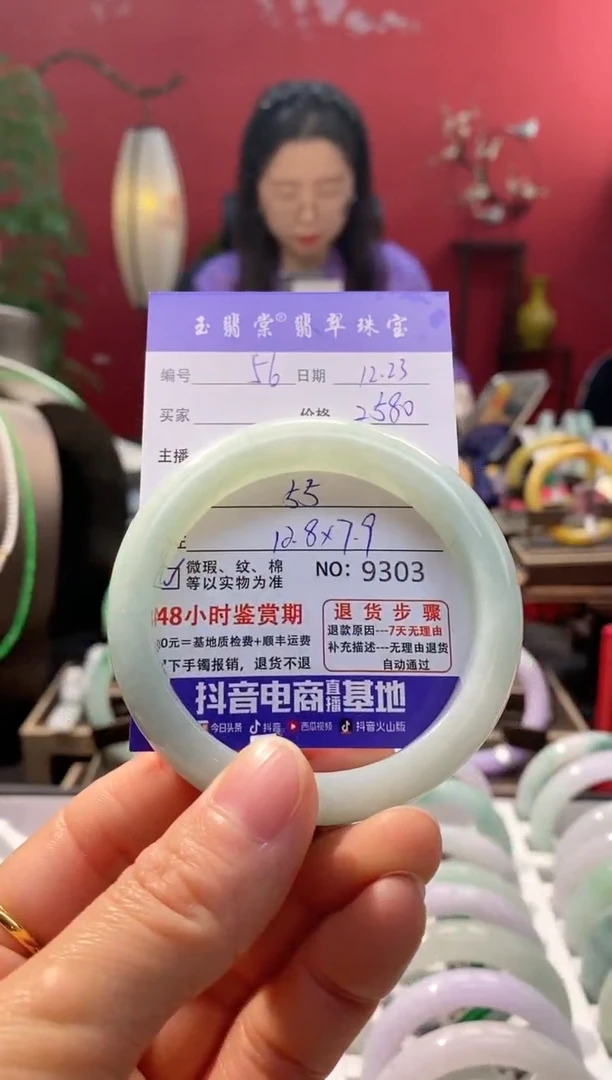 玉翳棠®翡翠珠宝
编号 56 日期 12.23
买家 价格 2580
主播
55
12.8×7.9
微瑕、纹、棉
等以实物为准
NO: 9303
48小时鉴赏期
0元=基地质检费+顺丰运费
下手镯报销，退货不退
退货步骤
退款原因---7天无理由
补充描述---无理由退货
自动通过
抖音电商直播基地
今日头条 抖音 西瓜视频 抖音火山版